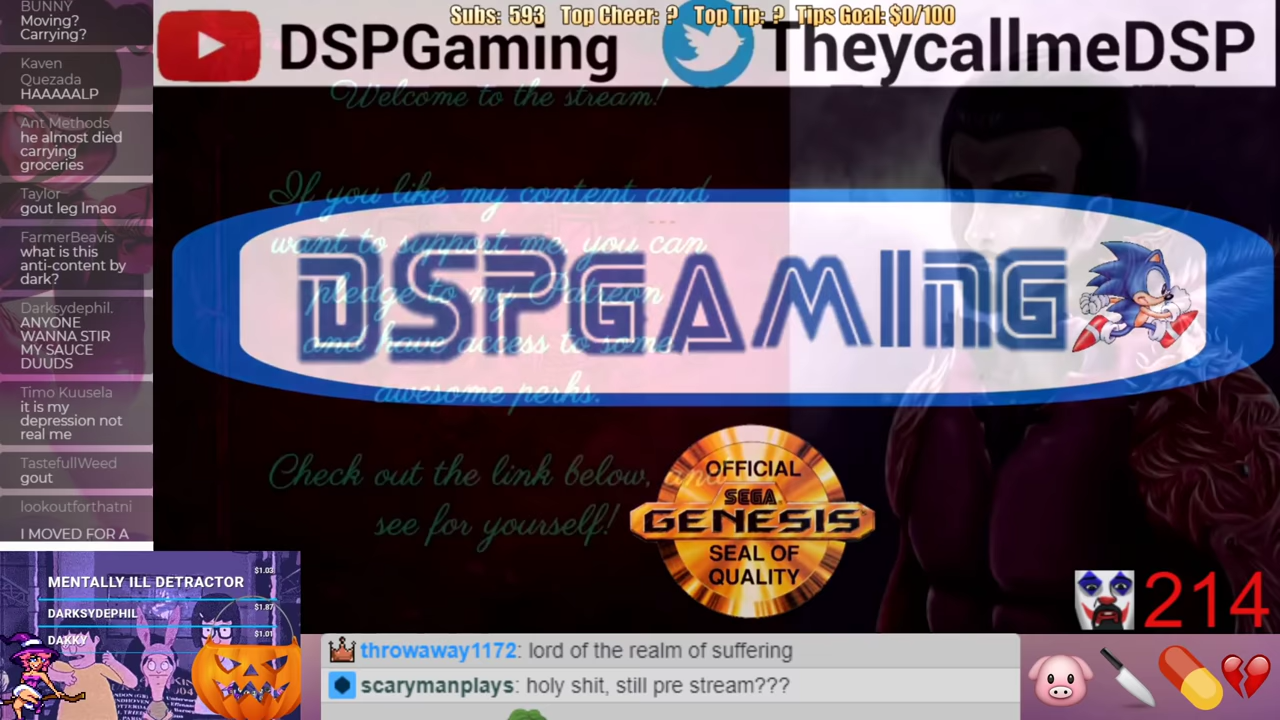 Subs: 593 Top Cheer: ? Top Tip: ? Tips Goal: $0/100
DSPGaming
TheycallmeDSP
BUNNY
Moving?
Carrying?
Kaven
Quezada
HAAAAALP
Ant Methods
he almost died
carrying
groceries
Taylor
gout leg lmao
FarmerBeavis
what is this
anti-content by
dark?
Darksydephil.
ANYONE
WANNA STIR
MY SAUCE
DUUDS
Timo Kuusela
it is my
depression not
real me
TastefullWeed
gout
lookoutforthatni
I MOVED FOR A
Welcome to the stream!
If you like my content and
want to support me, you can
pledge to my Patreon
and have access to some
awesome perks.
Check out the link below, and
see for yourself!
DSPGAMING
OFFICIAL
SEGA
GENESIS
SEAL OF
QUALITY
214
$1.03
MENTALLY ILL DETRACTOR
$1.87
DARKSYDEPHIL
$1.01
DAKKY
throwaway1172: lord of the realm of suffering
scarymanplays: holy shit, still pre stream???